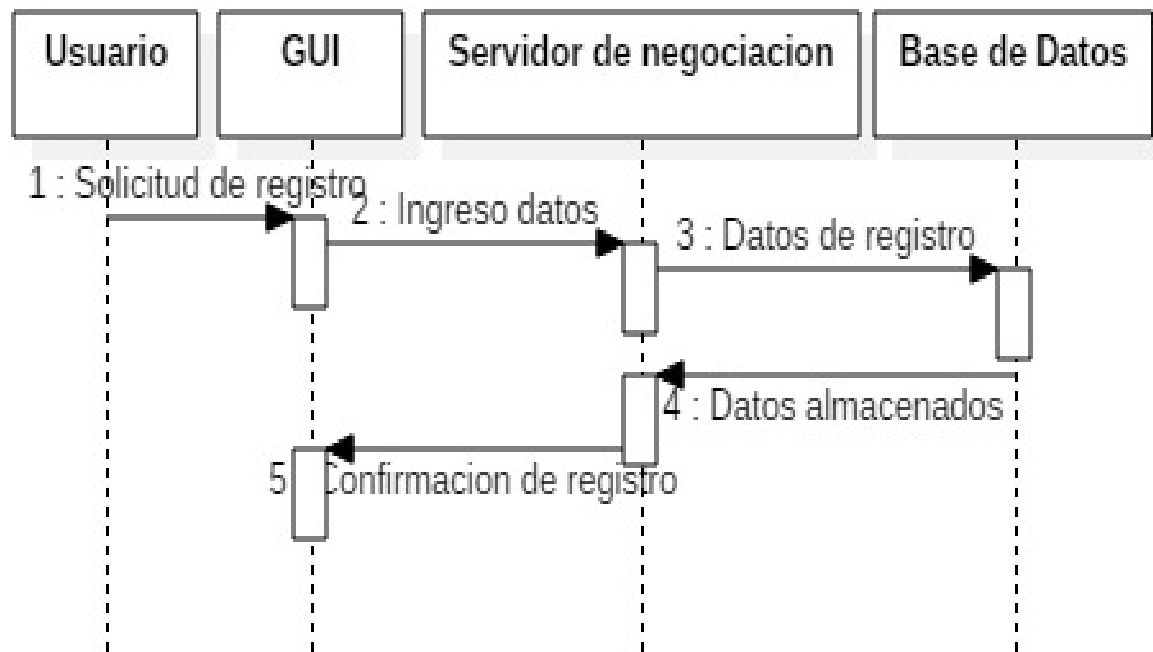 Usuario
GUI
Servidor de negociacion
Base de Datos
1 : Solicitud de registro
2 : Ingreso datos
3 : Datos de registro
4 : Datos almacenados
5 Confirmacion de registro